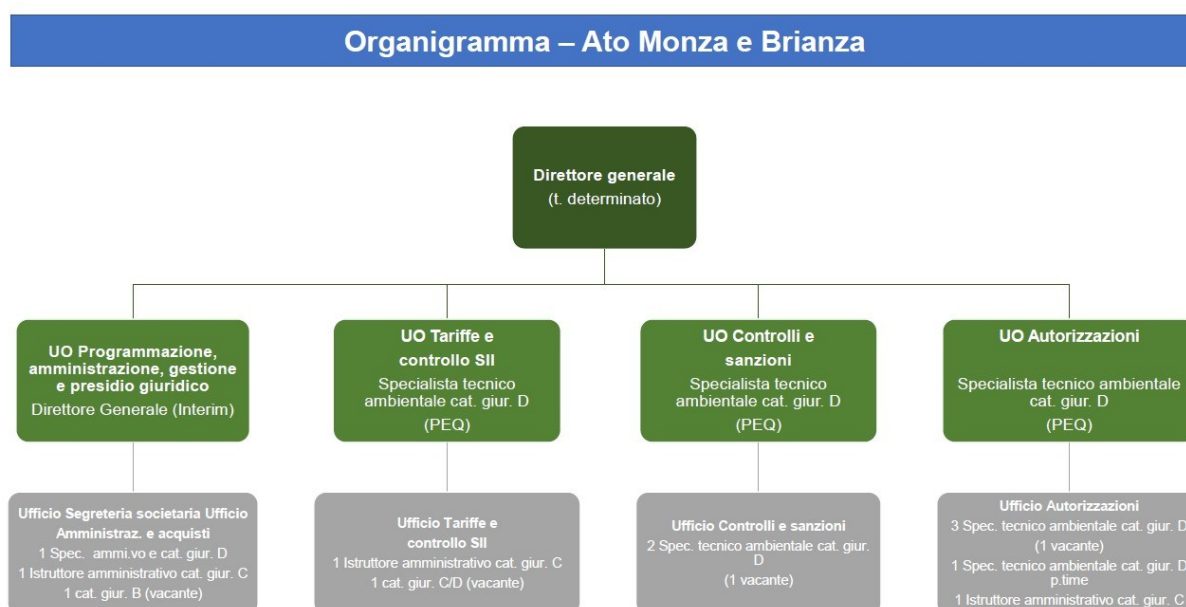 Organigramma – Ato Monza e Brianza
Direttore generale
(t. determinato)
UO Programmazione,
amministrazione, gestione
e presidio giuridico
Direttore Generale (Interim)
UO Tariffe e
controllo SII
Specialista tecnico
ambientale cat. giur. D
(PEQ)
UO Controlli e
sanzioni
Specialista tecnico
ambientale cat. giur. D
(PEQ)
UO Autorizzazioni
Specialista tecnico ambientale
cat. giur. D
(PEQ)
Ufficio Segreteria societaria Ufficio
Amministraz. e acquisti
1 Spec. ammi.vo e cat. giur. D
1 Istruttore amministrativo cat. giur. C
1 cat. giur. B (vacante)
Ufficio Tariffe e
controllo SII
1 Istruttore amministrativo cat. giur. C
1 cat. giur. C/D (vacante)
Ufficio Controlli e sanzioni
2 Spec. tecnico ambientale cat. giur.
D
(1 vacante)
Ufficio Autorizzazioni
3 Spec. tecnico ambientale cat. giur. D
(1 vacante)
1 Spec. tecnico ambientale cat. giur. D
p.time
1 Istruttore amministrativo cat. giur. C